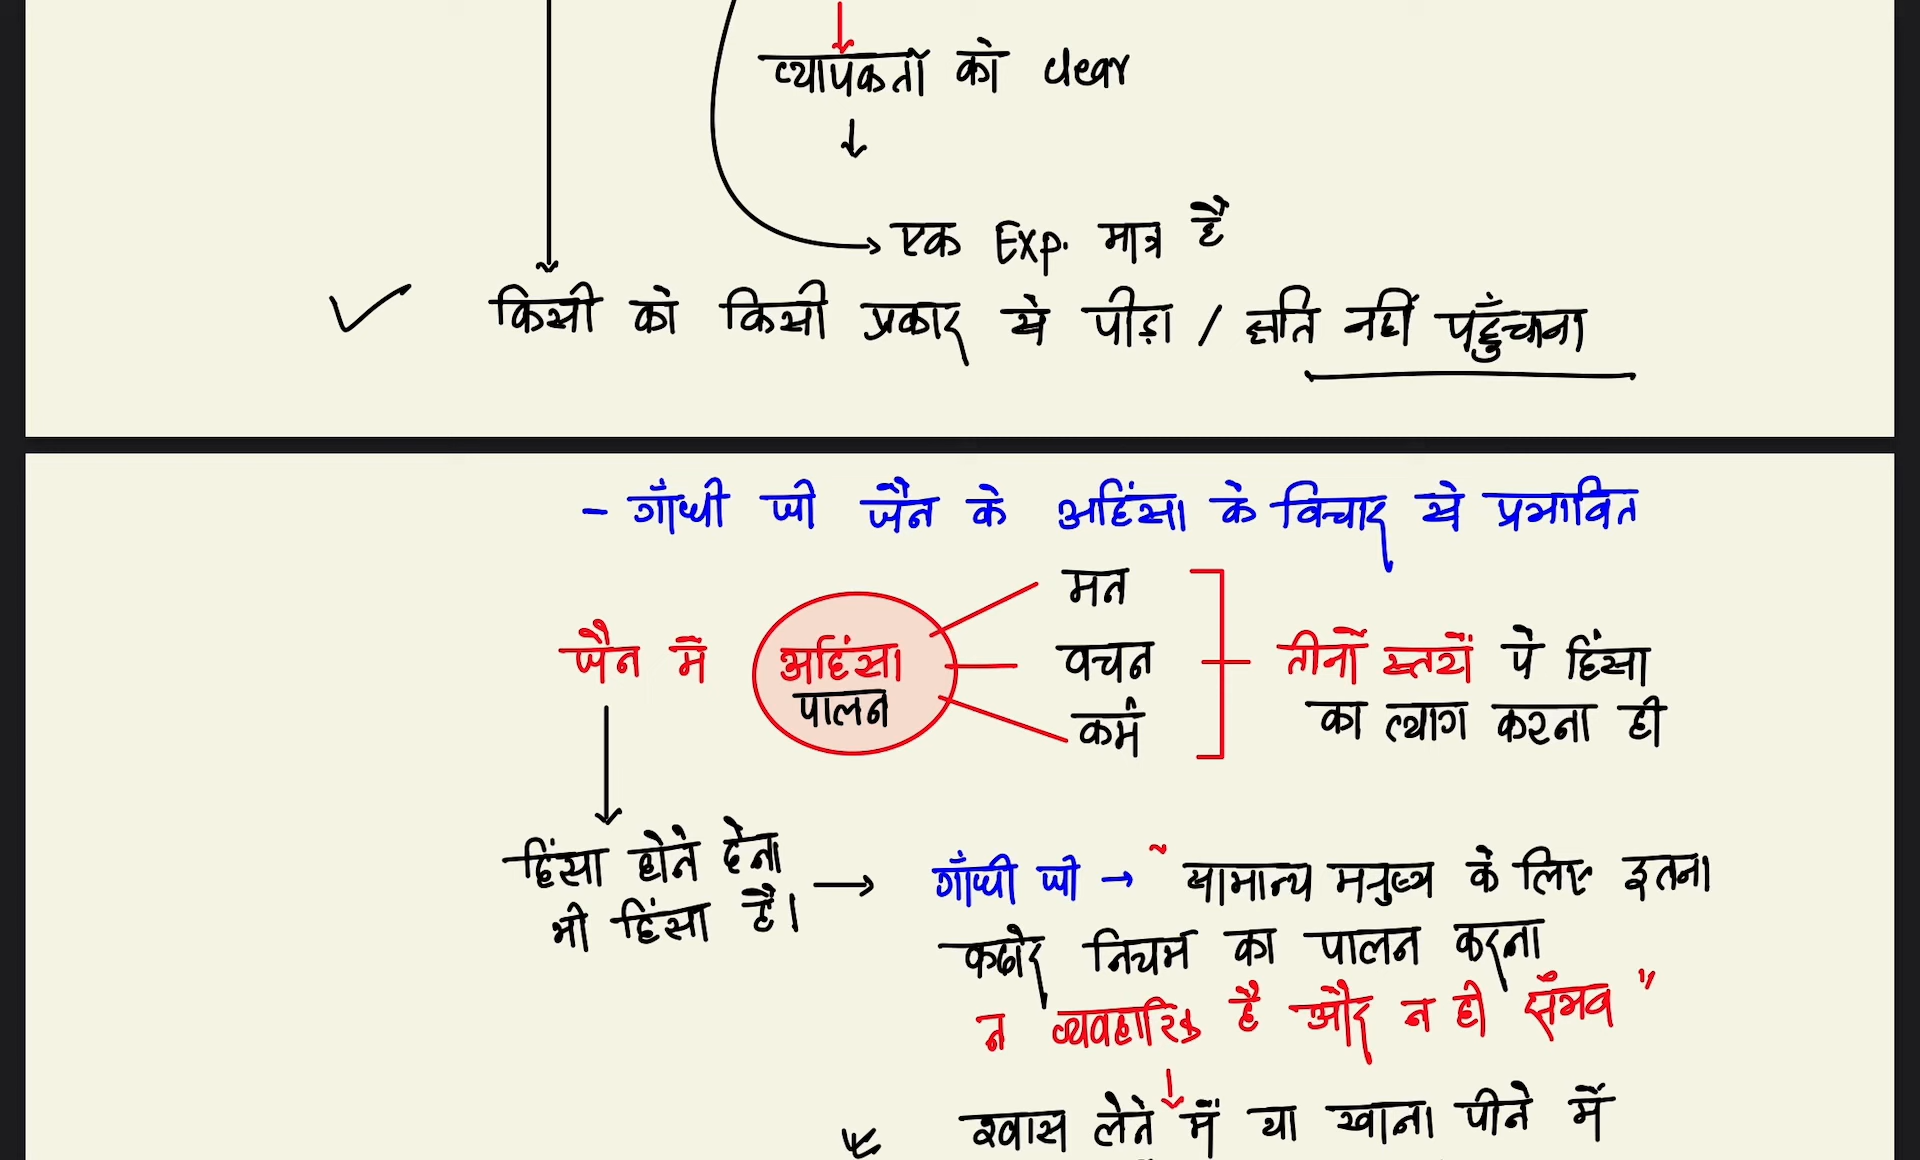 व्यापकता को clear
↓
→ एक Exp. मात्र है
✓ किसी को किसी प्रकार से पीड़ा / क्षति नहीं पहुँचाना
- गाँधी जी जैन के अहिंसा के विचार से प्रभावित
मन
जैन में अहिंसा वचन तीनों स्तरों पे हिंसा
पालन कर्म का त्याग करना ही
हिंसा होने देना
भी हिंसा है।
→ गाँधी जी → " सामान्य मनुष्य के लिए इतना
कठोर नियम का पालन करना
न व्यवहारिक है और न ही संभव "
↓
श्वास लेने में या खाना पीने में